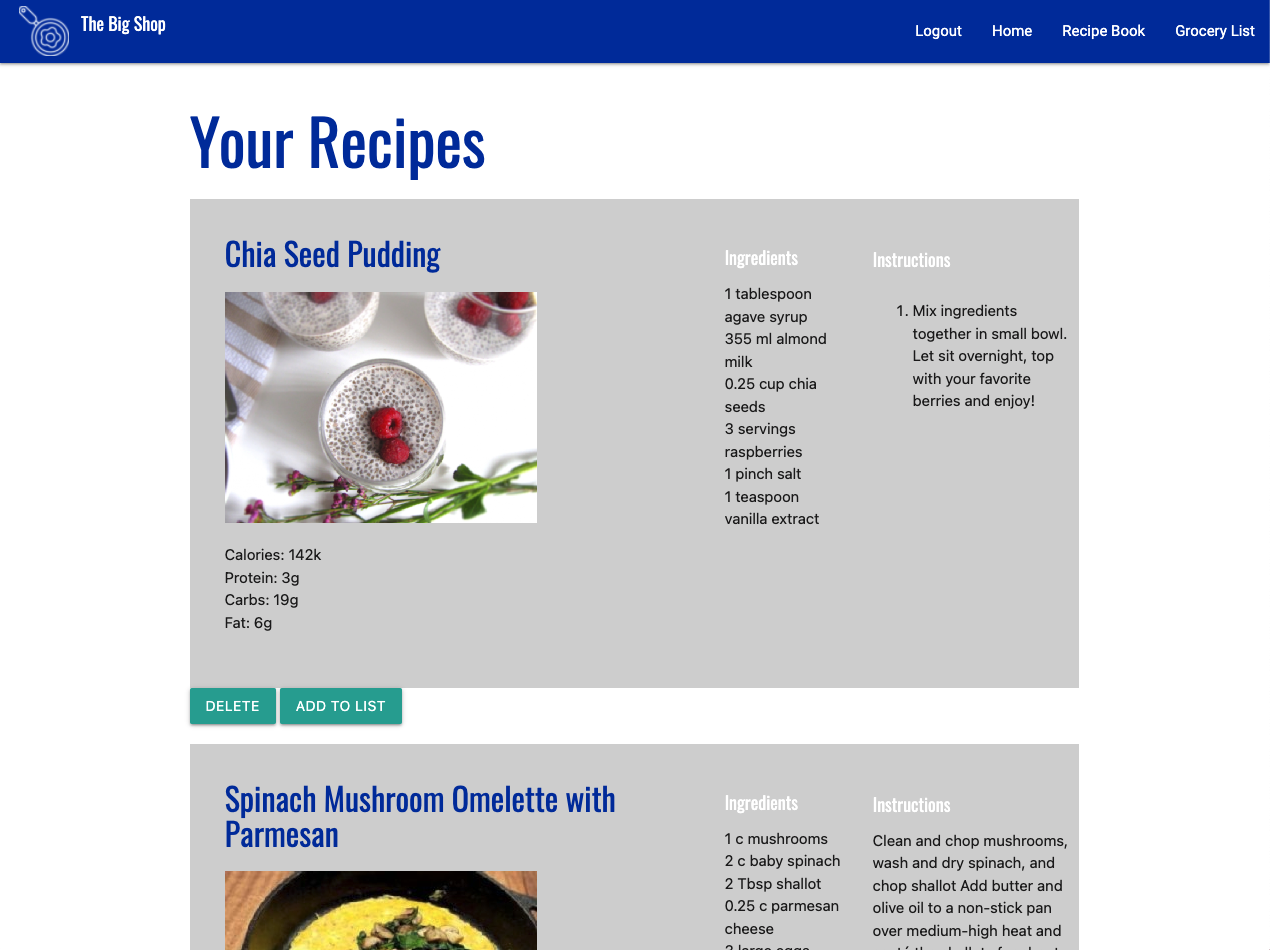 The Big Shop
Logout
Home
Recipe Book
Grocery List
Your Recipes
Chia Seed Pudding
Calories: 142k
Protein: 3g
Carbs: 19g
Fat: 6g
Ingredients
1 tablespoon
agave syrup
355 ml almond
milk
0.25 cup chia
seeds
3 servings
raspberries
1 pinch salt
1 teaspoon
vanilla extract
Instructions
1. Mix ingredients
together in small bowl.
Let sit overnight, top
with your favorite
berries and enjoy!
DELETE
ADD TO LIST
Spinach Mushroom Omelette with
Parmesan
Ingredients
1 c mushrooms
2 c baby spinach
2 Tbsp shallot
0.25 c parmesan
cheese
Instructions
Clean and chop mushrooms,
wash and dry spinach, and
chop shallot Add butter and
olive oil to a non-stick pan
over medium-high heat and